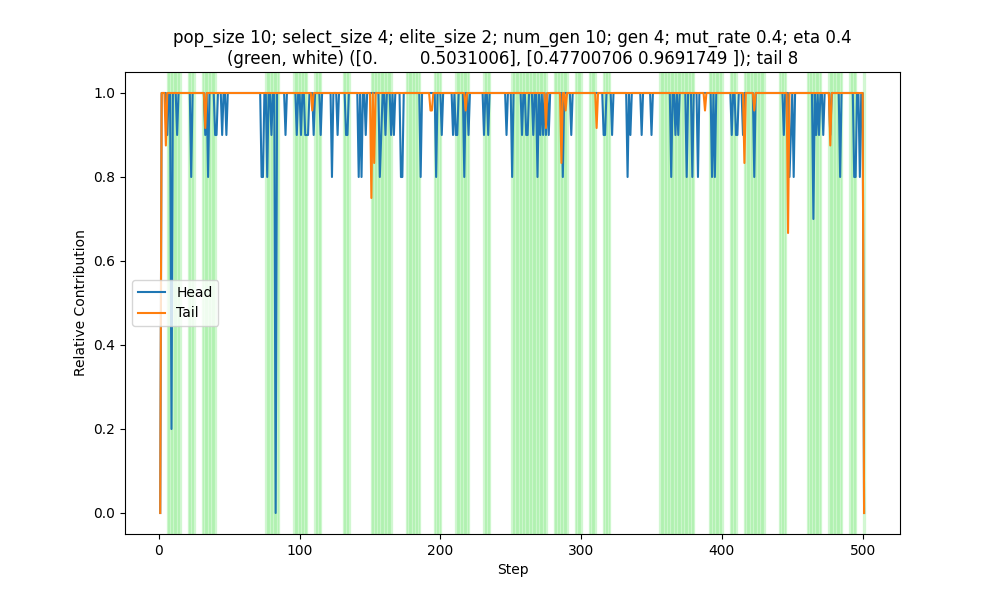 pop_size 10; select_size 4; elite_size 2; num_gen 10; gen 4; mut_rate 0.4; eta 0.4
(green, white) ([0.        0.5031006], [0.47700706 0.9691749 ]); tail 8
1.0
0.8
0.6
0.4
0.2
0.0
Relative Contribution
Head
Tail
0
100
200
300
400
500
Step